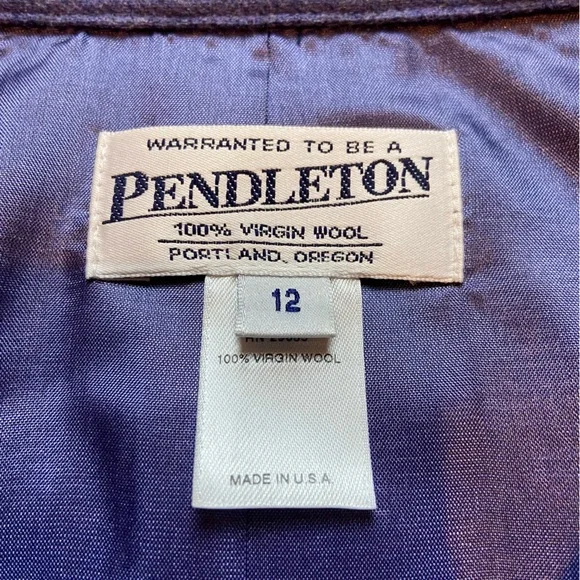 WARRANTED TO BE A
PENDLETON
100% VIRGIN WOOL
PORTLAND, OREGON
12
100% VIRGIN WOOL
MADE IN U.S.A.